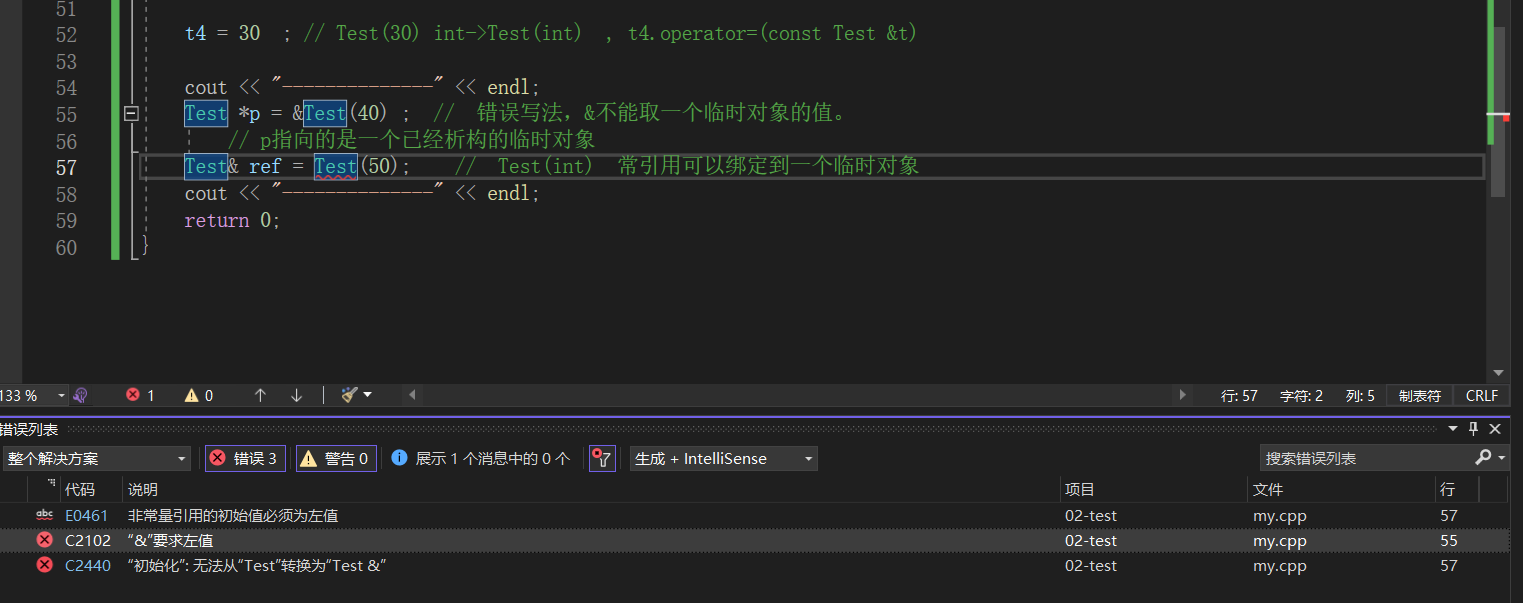 51
52 t4 = 30 ; // Test(30) int->Test(int) , t4.operator=(const Test &t)
53
54 cout << "--------------" << endl;
55 Test *p = &Test(40) ; // 错误写法，&不能取一个临时对象的值。
56 // p指向的是一个已经析构的临时对象
57 Test& ref = Test(50); // Test(int) 常引用可以绑定到一个临时对象
58 cout << "--------------" << endl;
59 return 0;
60 }
133 % 1 0 行: 57 字符: 2 列: 5 制表符 CRLF
错误列表
整个解决方案 错误 3 警告 0 展示 1 个消息中的 0 个 生成 + IntelliSense 搜索错误列表
代码 说明 项目 文件 行
abc E0461 非常量引用的初始值必须为左值 02-test my.cpp 57
C2102 “&”要求左值 02-test my.cpp 55
C2440 “初始化”: 无法从“Test”转换为“Test &” 02-test my.cpp 57